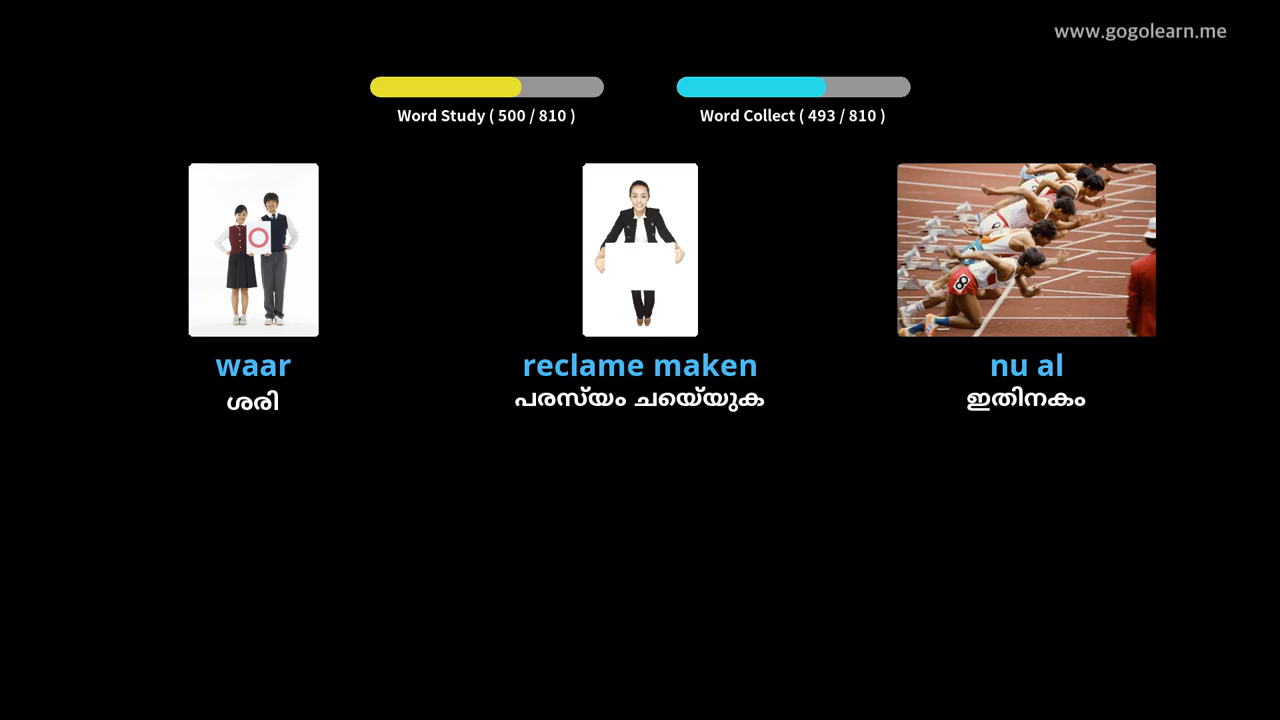 www.gogolearn.me
Word Study ( 500 / 810 )
Word Collect ( 493 / 810 )
waar
ശരി
reclame maken
പരസ്യം ചെയ്യുക
nu al
ഇതിനകം
8